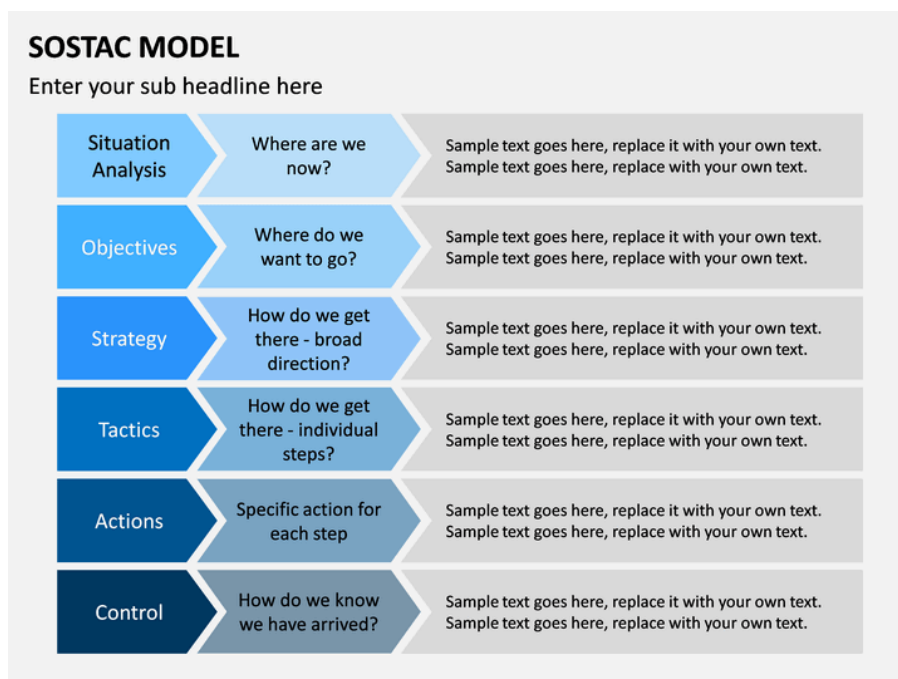 SOSTAC MODEL
Enter your sub headline here
Situation
Analysis
Where are we
now?
Sample text goes here, replace it with your own text.
Sample text goes here, replace with your own text.
Objectives
Where do we
want to go?
Sample text goes here, replace it with your own text.
Sample text goes here, replace with your own text.
Strategy
How do we get
there - broad
direction?
Sample text goes here, replace it with your own text.
Sample text goes here, replace with your own text.
Tactics
How do we get
there - individual
steps?
Sample text goes here, replace it with your own text.
Sample text goes here, replace with your own text.
Actions
Specific action for
each step
Sample text goes here, replace it with your own text.
Sample text goes here, replace with your own text.
Control
How do we know
we have arrived?
Sample text goes here, replace it with your own text.
Sample text goes here, replace with your own text.